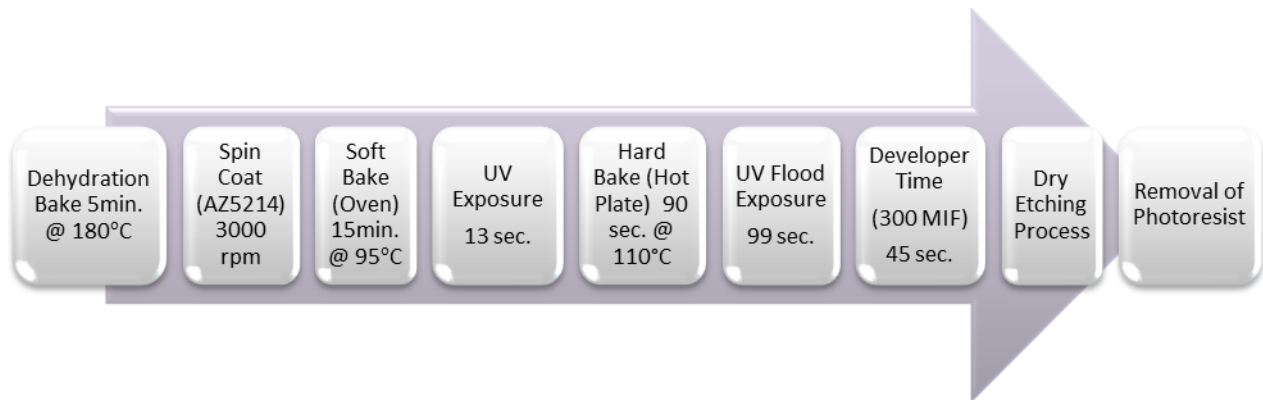 Dehydration
Bake 5min.
@ 180°C
Spin
Coat
(AZ5214)
3000
rpm
Soft
Bake
(Oven)
15min.
@ 95°C
UV
Exposure
13 sec.
Hard
Bake (Hot
Plate) 90
sec. @
110°C
UV Flood
Exposure
99 sec.
Developer
Time
(300 MIF)
45 sec.
Dry
Etching
Process
Removal of
Photoresist